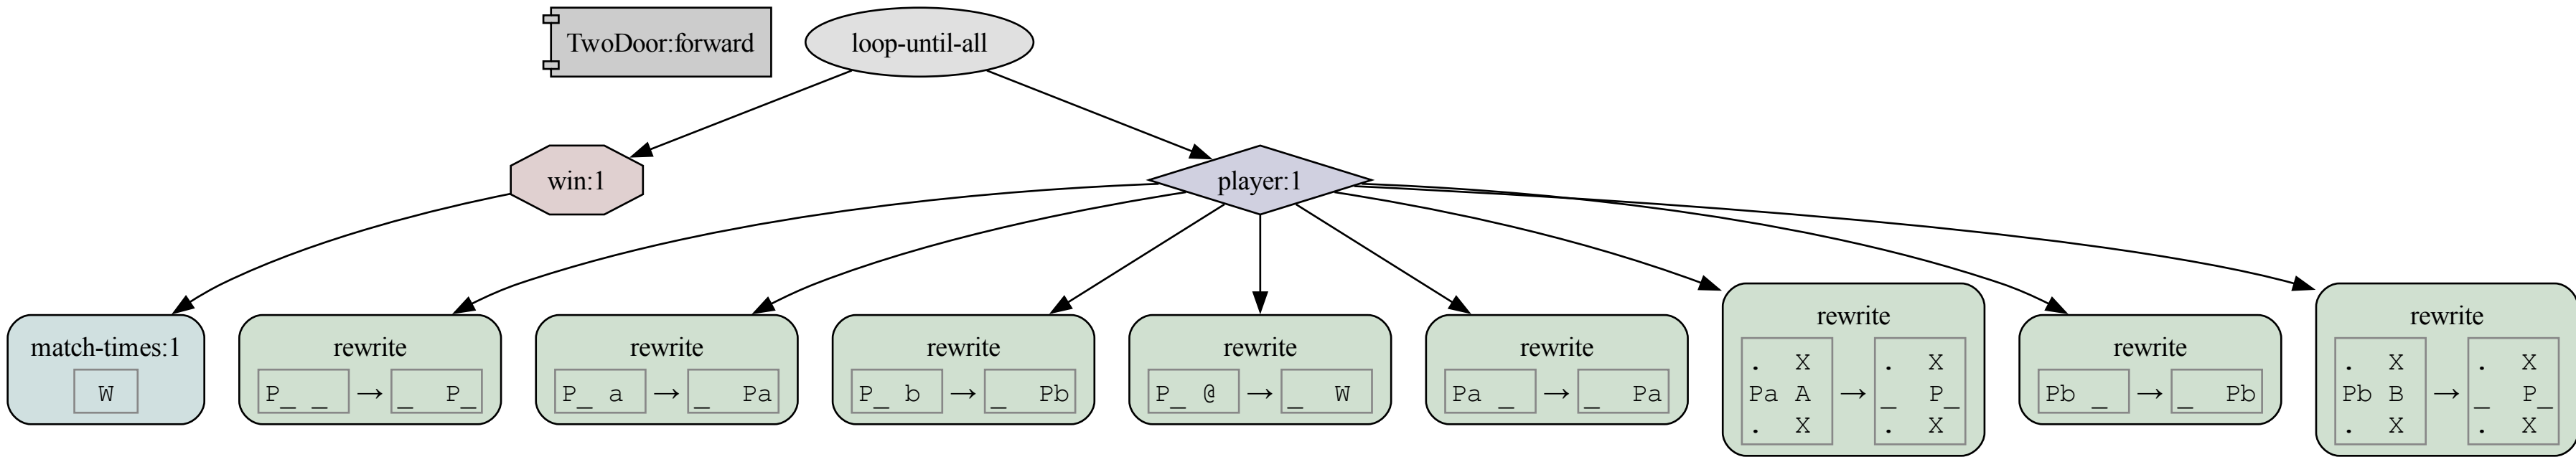 TwoDoor:forward
loop-until-all
win:1
player:1
match-times:1
W
rewrite
P_ _ → _ P_
rewrite
P_ a → _ Pa
rewrite
P_ b → _ Pb
rewrite
P_ @ → _ W
rewrite
Pa _ → _ Pa
rewrite
. X . X
Pa A → _ P_
. X . X
rewrite
Pb _ → _ Pb
rewrite
. X . X
Pb B → _ P_
. X . X